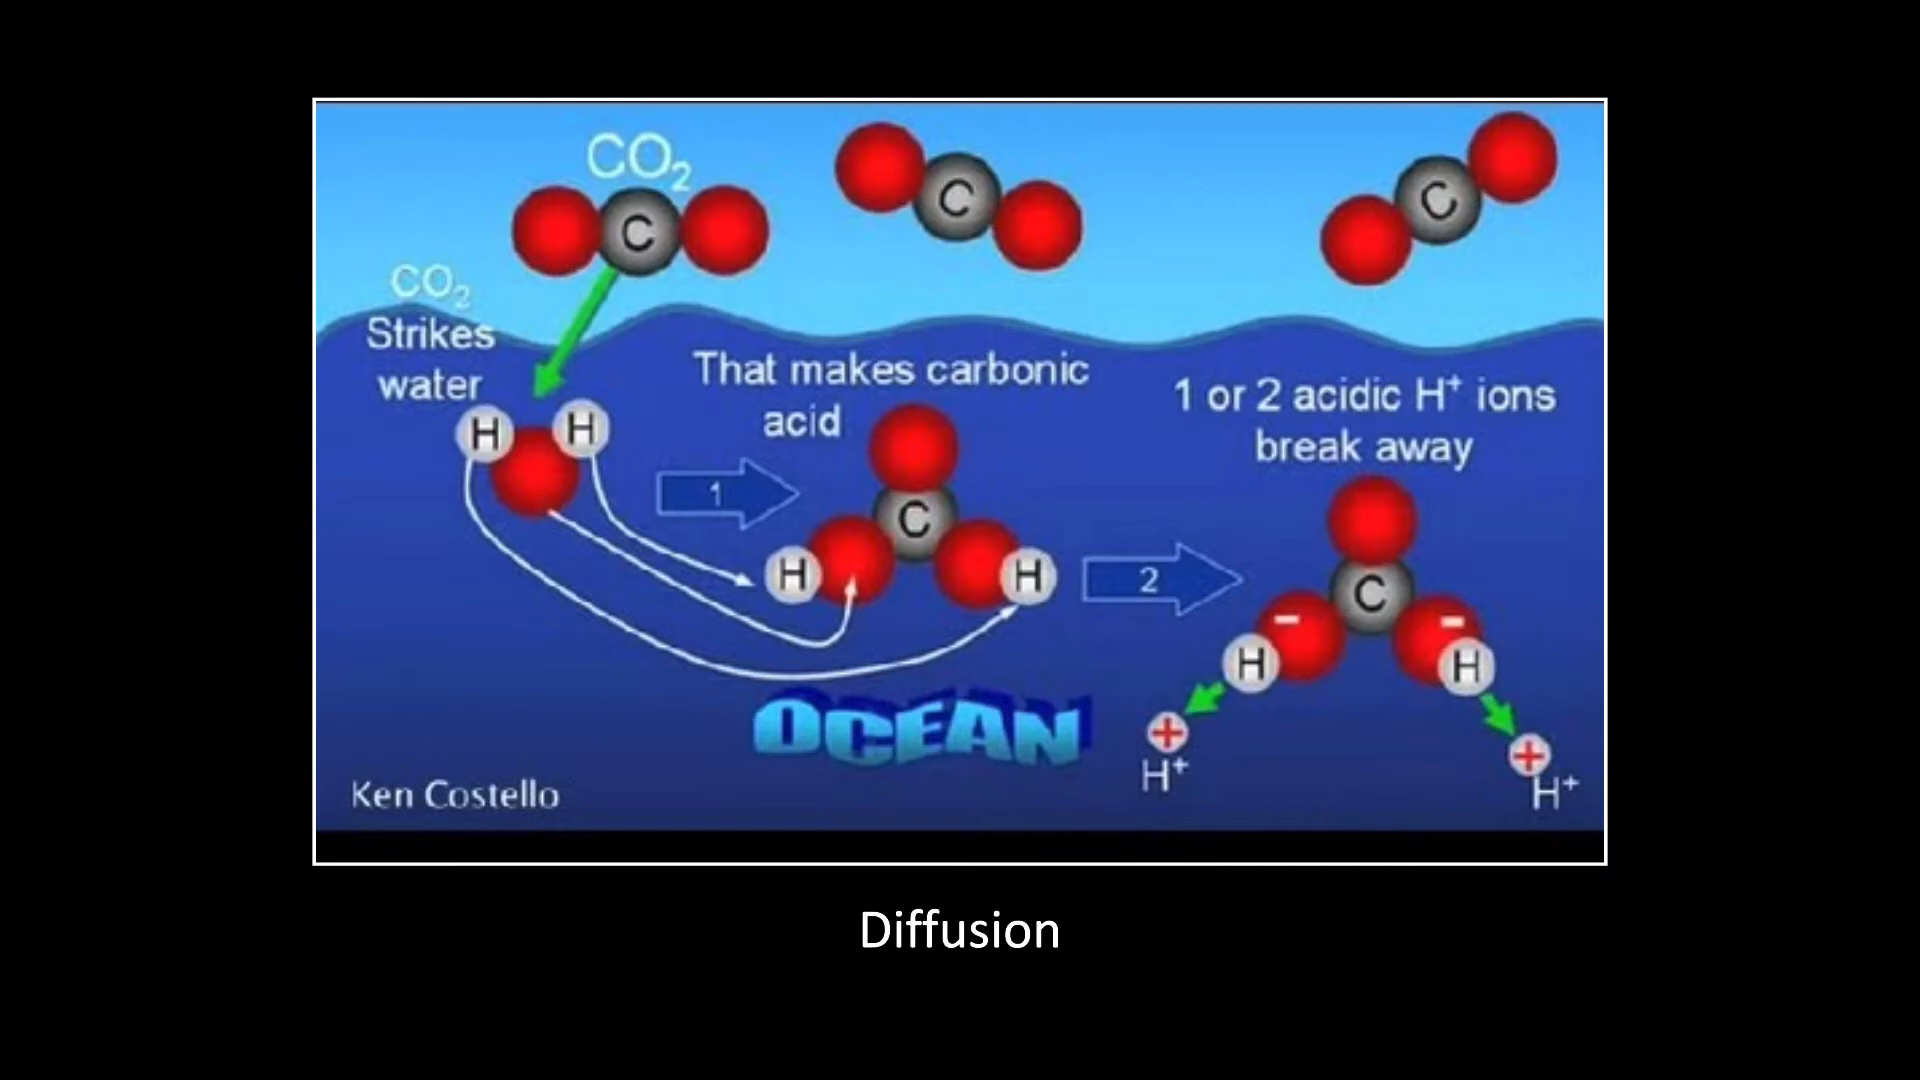 CO₂
C
C
C
CO₂
Strikes
water
H
H
That makes carbonic
acid
1 or 2 acidic H⁺ ions
break away
1
C
H
H
2
C
−
−
H
H
+
H⁺
+
H⁺
OCEAN
Ken Costello
Diffusion